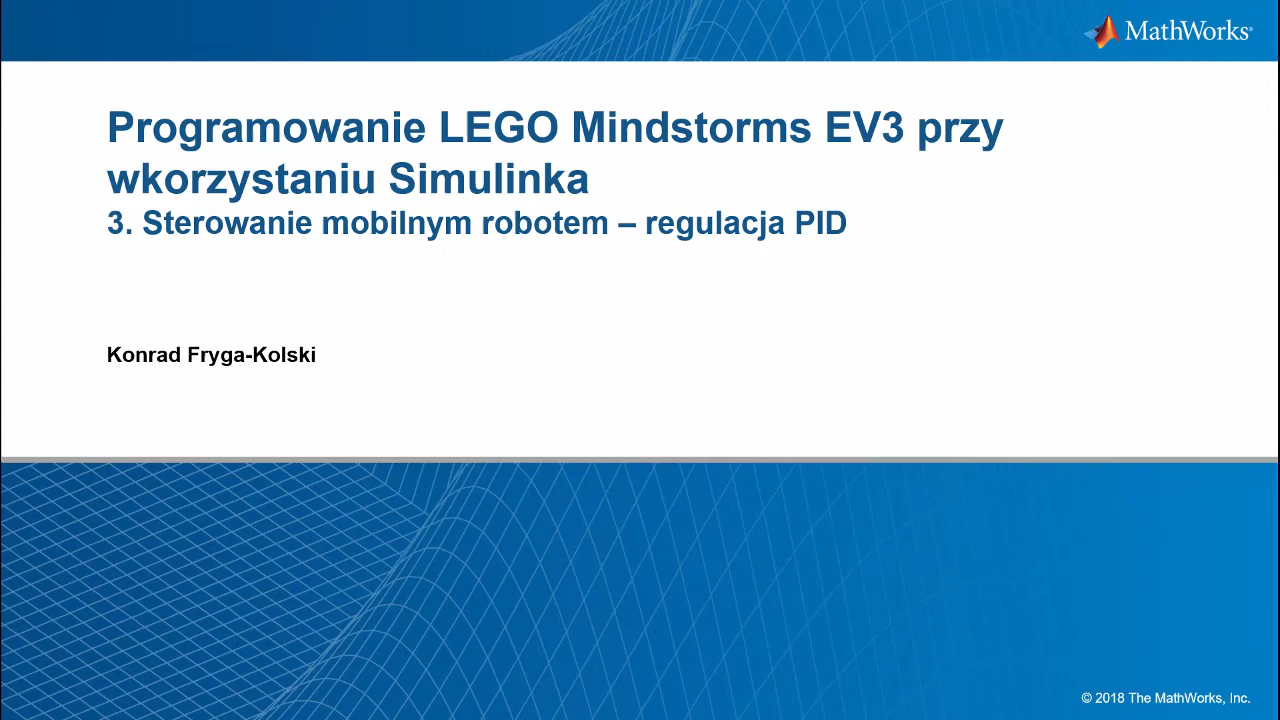 MathWorks®
Programowanie LEGO Mindstorms EV3 przy
wkorzystaniu Simulinka
3. Sterowanie mobilnym robotem – regulacja PID
Konrad Fryga-Kolski
© 2018 The MathWorks, Inc.